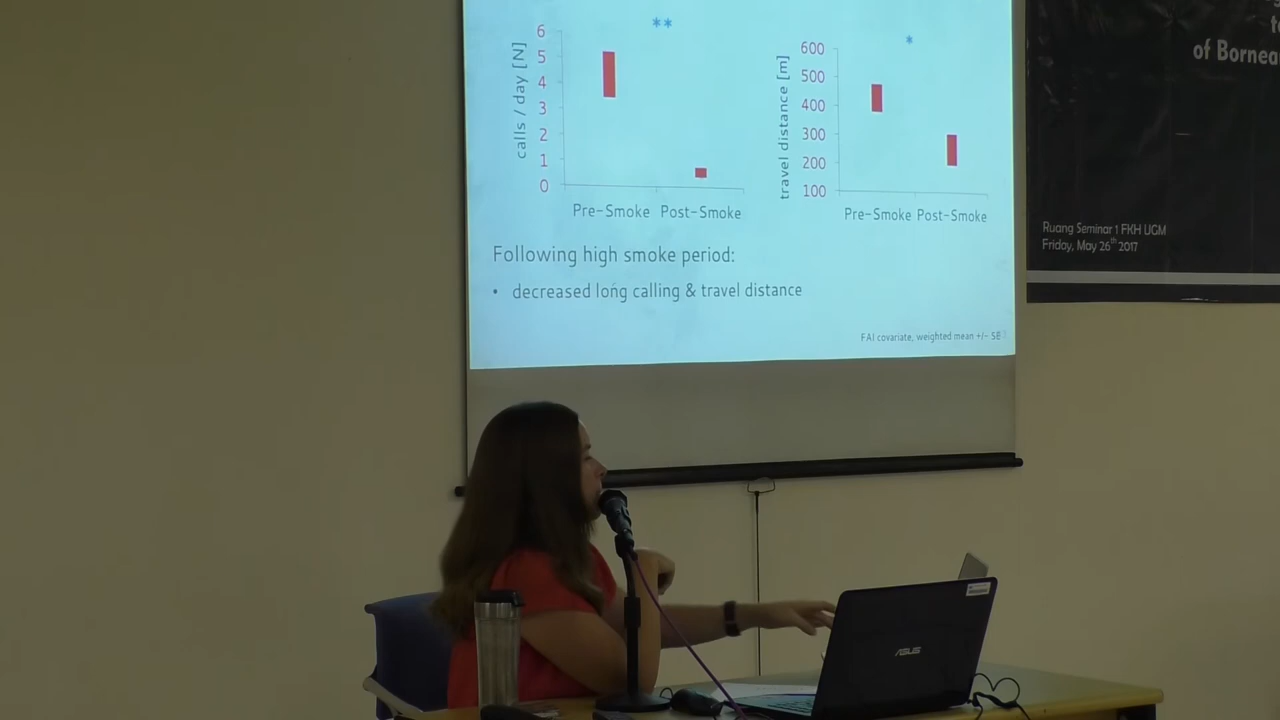 calls / day [N]
6
5
4
3
2
1
0
**
Pre-Smoke Post-Smoke
travel distance [m]
600
500
400
300
200
100
*
Pre-Smoke Post-Smoke
Following high smoke period:
• decreased long calling & travel distance
FAI covariate, weighted mean +/- SE
of Bornea
Ruang Seminar 1 FKH UGM
Friday, May 26th 2017
ASUS